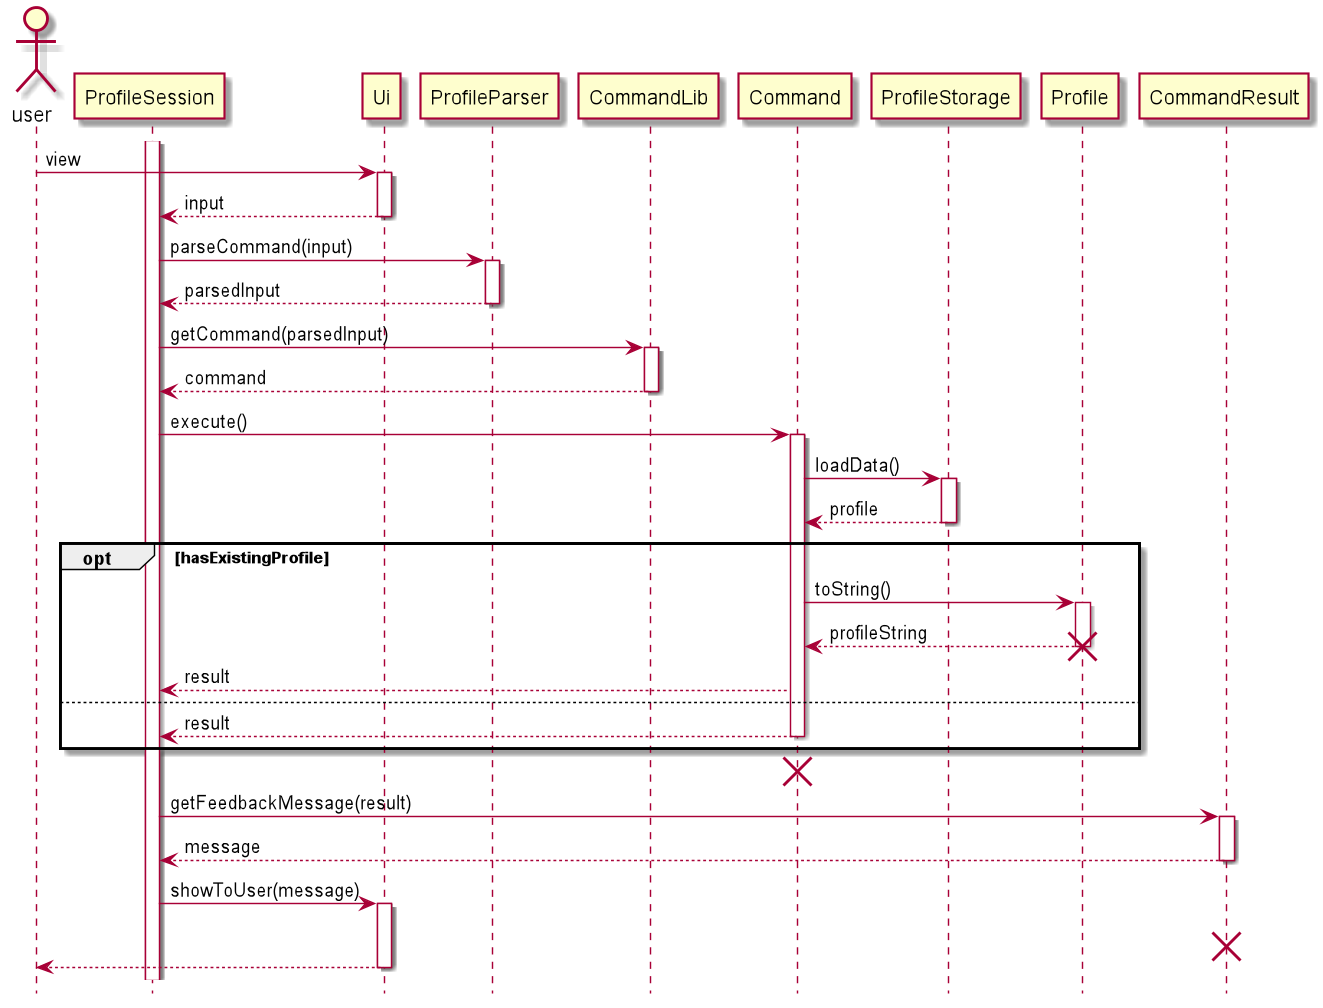 user
ProfileSession
Ui
ProfileParser
CommandLib
Command
ProfileStorage
Profile
CommandResult
view
input
parseCommand(input)
parsedInput
getCommand(parsedInput)
command
execute()
loadData()
profile
opt
[hasExistingProfile]
toString()
profileString
result
result
getFeedbackMessage(result)
message
showToUser(message)